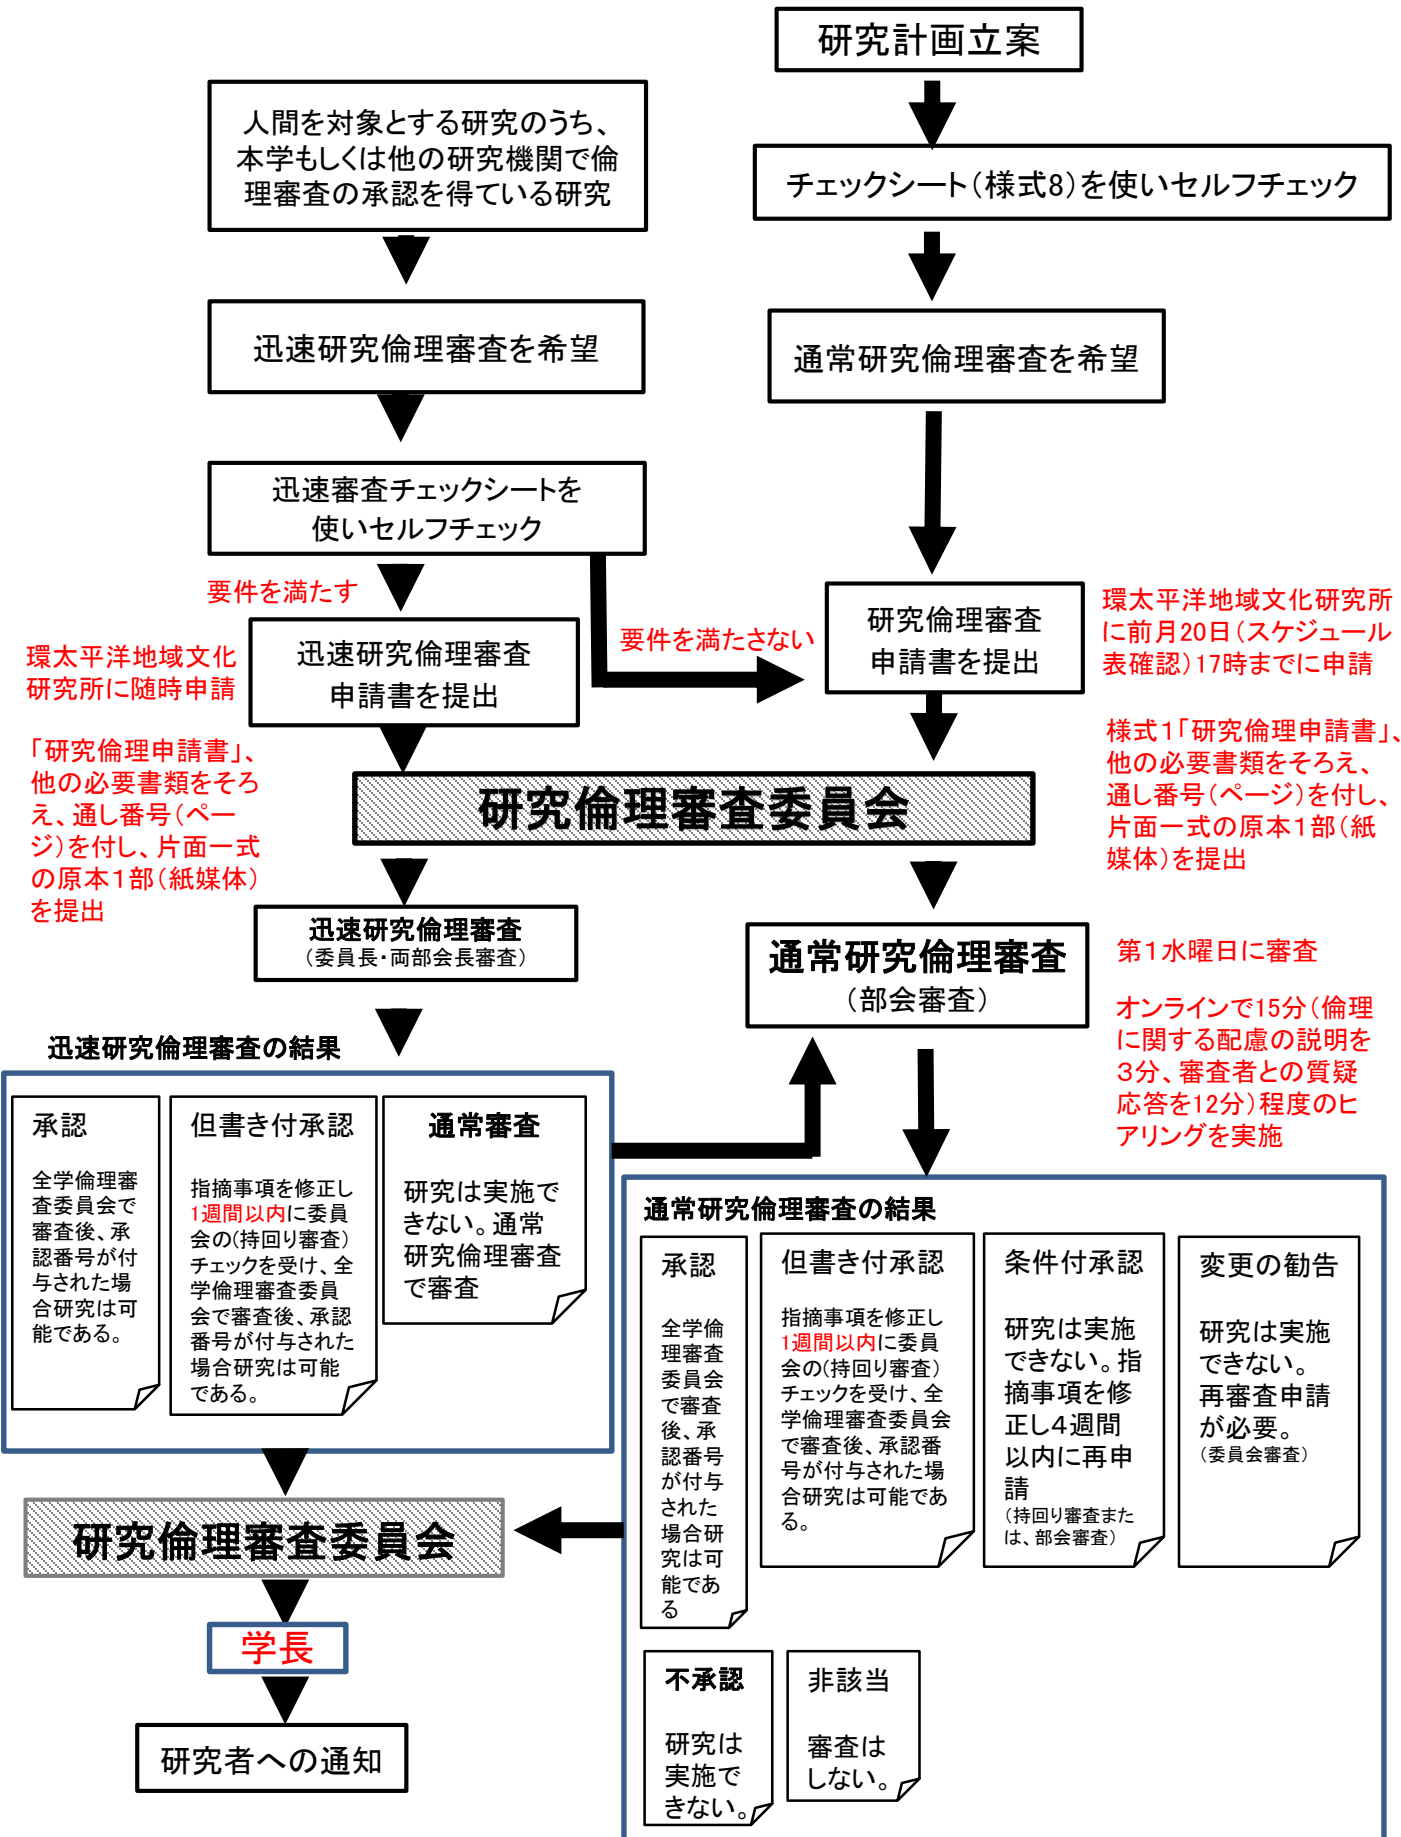 研究計画立案
人間を対象とする研究のうち、
本学もしくは他の研究機関で倫
理審査の承認を得ている研究
チェックシート(様式8)を使いセルフチェック
迅速研究倫理審査を希望
通常研究倫理審査を希望
迅速審査チェックシートを
使いセルフチェック
要件を満たす
要件を満たさない
環太平洋地域文化
研究所に随時申請
迅速研究倫理審査
申請書を提出
研究倫理審査
申請書を提出
環太平洋地域文化研究所
に前月20日(スケジュール
表確認)17時までに申請
「研究倫理申請書」、
他の必要書類をそろ
え、通し番号(ペー
ジ)を付し、片面一式
の原本1部(紙媒体)
を提出
様式1「研究倫理申請書」、
他の必要書類をそろえ、
通し番号(ページ)を付し、
片面一式の原本1部(紙
媒体)を提出
研究倫理審査委員会
迅速研究倫理審査
(委員長・両部会長審査)
通常研究倫理審査
(部会審査)
第1水曜日に審査
オンラインで15分(倫理
に関する配慮の説明を
3分、審査者との質疑
応答を12分)程度のヒ
アリングを実施
迅速研究倫理審査の結果
承認
全学倫理審
査委員会で
審査後、承
認番号が付
与された場
合研究は可
能である。
但書き付承認
指摘事項を修正し
1週間以内に委員
会の(持回り審査)
チェックを受け、全
学倫理審査委員
会で審査後、承認
番号が付与された
場合研究は可能
である。
通常審査
研究は実施で
きない。通常
研究倫理審査
で審査
通常研究倫理審査の結果
承認
全学倫
理審査
委員会
で審査
後、承
認番号
が付与
された
場合研
究は可
能であ
る
但書き付承認
指摘事項を修正し
1週間以内に委員
会の(持回り審査)
チェックを受け、全
学倫理審査委員会
で審査後、承認番
号が付与された場
合研究は可能であ
る。
条件付承認
研究は実施
できない。指
摘事項を修
正し4週間
以内に再申
請
(持回り審査また
は、部会審査)
変更の勧告
研究は実施
できない。
再審査申請
が必要。
(委員会審査)
不承認
研究は
実施で
きない。
非該当
審査は
しない。
研究倫理審査委員会
学長
研究者への通知